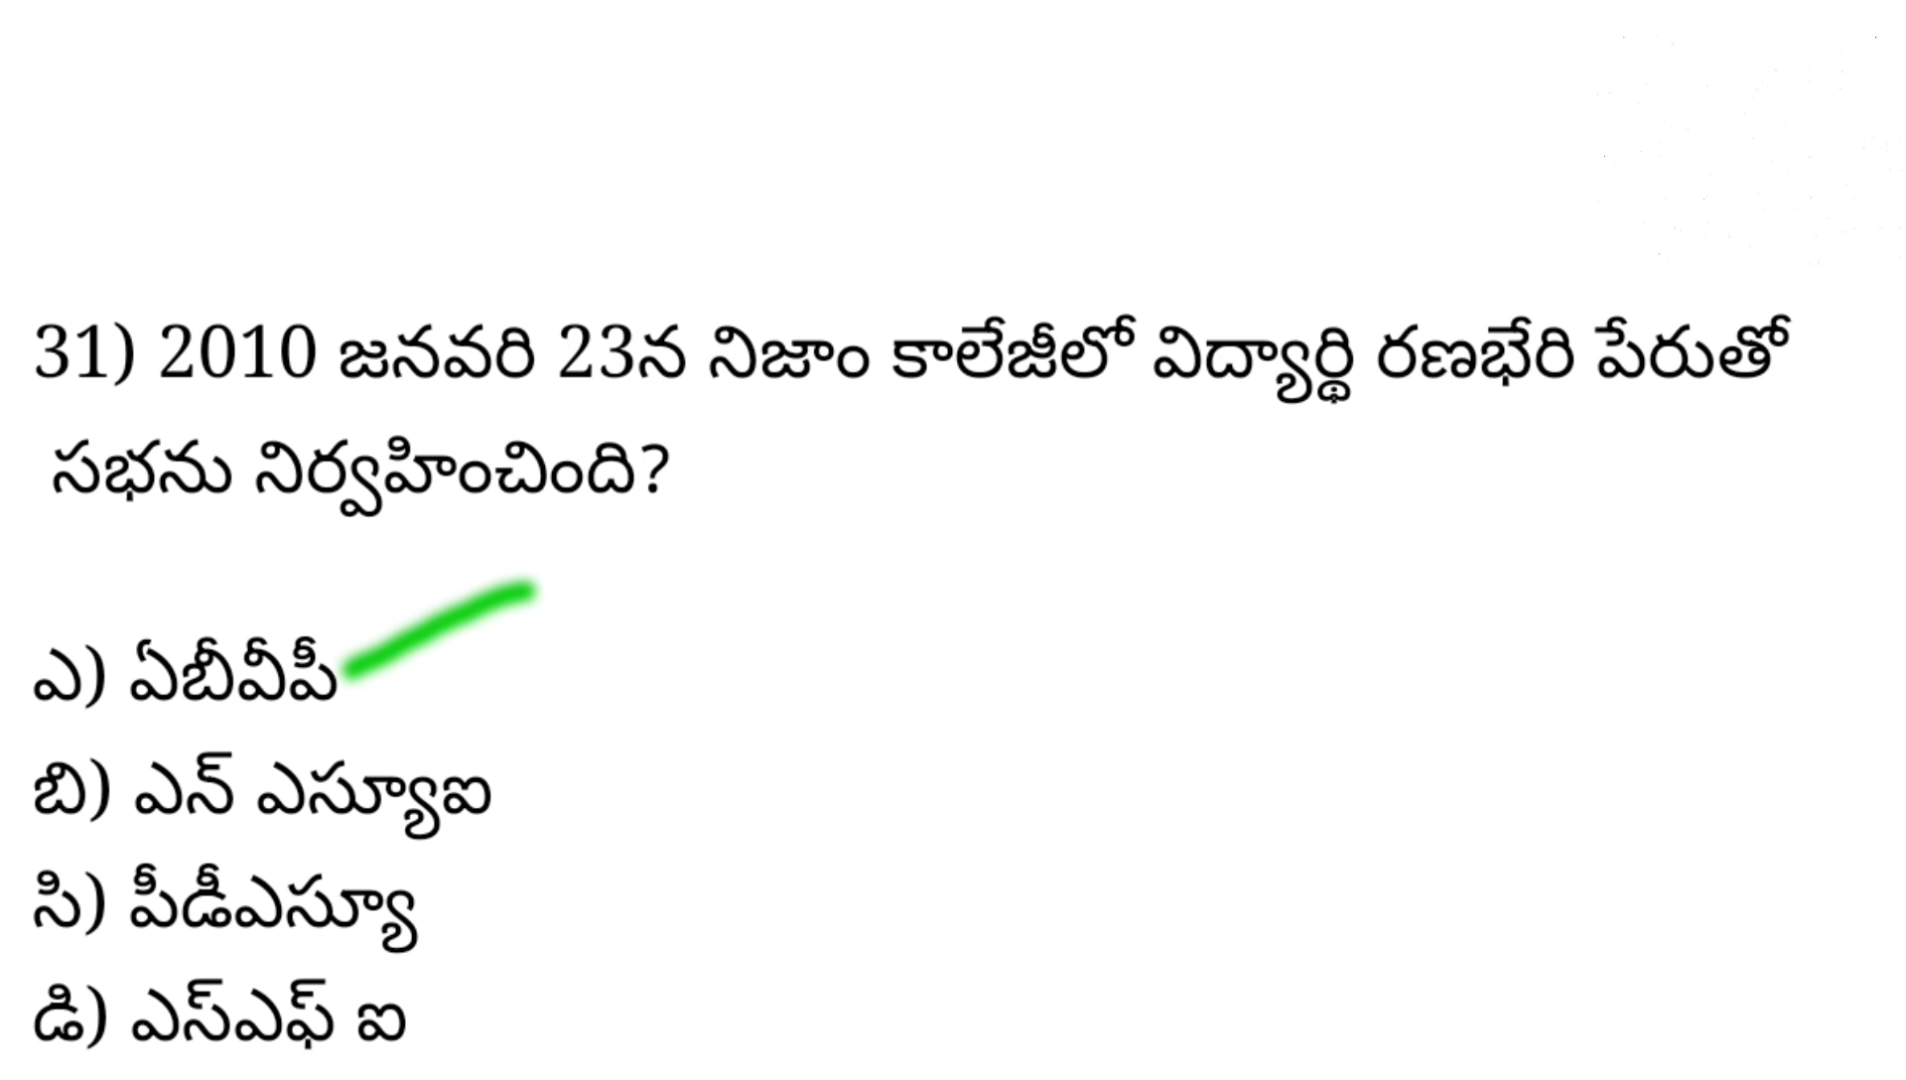 31) 2010 జనవరి 23న నిజాం కాలేజీలో విద్యార్థి రణభేరి పేరుతో
సభను నిర్వహించింది?
ఎ) ఏబీవీపీ
బి) ఎన్ ఎస్యూఐ
సి) పీడీఎస్యూ
డి) ఎస్ఎఫ్ ఐ